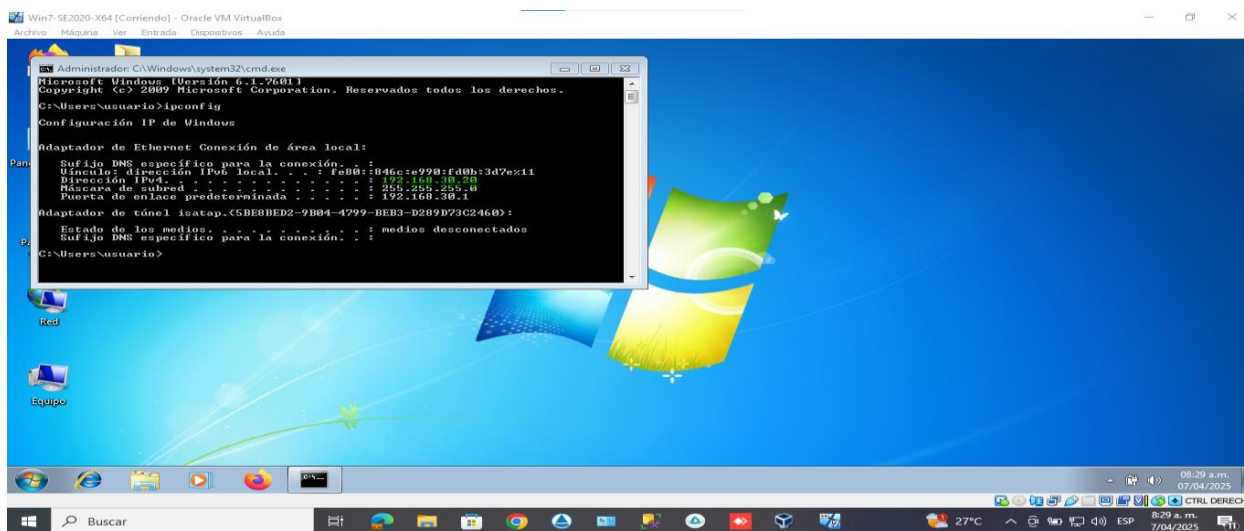 Win7-SE2020-X64 [Corriendo] - Oracle VM VirtualBox
Archivo Máquina Ver Entrada Dispositivos Ayuda
Administrador: C:\Windows\system32\cmd.exe
Microsoft Windows [Versión 6.1.7601]
Copyright (c) 2009 Microsoft Corporation. Reservados todos los derechos.
C:\Users\usuario>ipconfig
Configuración IP de Windows
Adaptador de Ethernet Conexión de área local:
Sufijo DNS específico para la conexión. . :
Vínculo: dirección IPv6 local. . . : fe80::846c:e990:fd0b:3d7e%11
Dirección IPv4. . . . . . . . . . . . . . : 192.168.30.20
Máscara de subred . . . . . . . . . . . . : 255.255.255.0
Puerta de enlace predeterminada . . . . . : 192.168.30.1
Adaptador de túnel isatap.{5BE8BED2-9B04-4799-BEB3-D289D73C2460}:
Estado de los medios. . . . . . . . . . . : medios desconectados
Sufijo DNS específico para la conexión. . :
C:\Users\usuario>
Red
Equipo
08:29 a.m.
07/04/2025
CTRL DERECH
Buscar
27°C
ESP
8:29 a. m.
7/04/2025